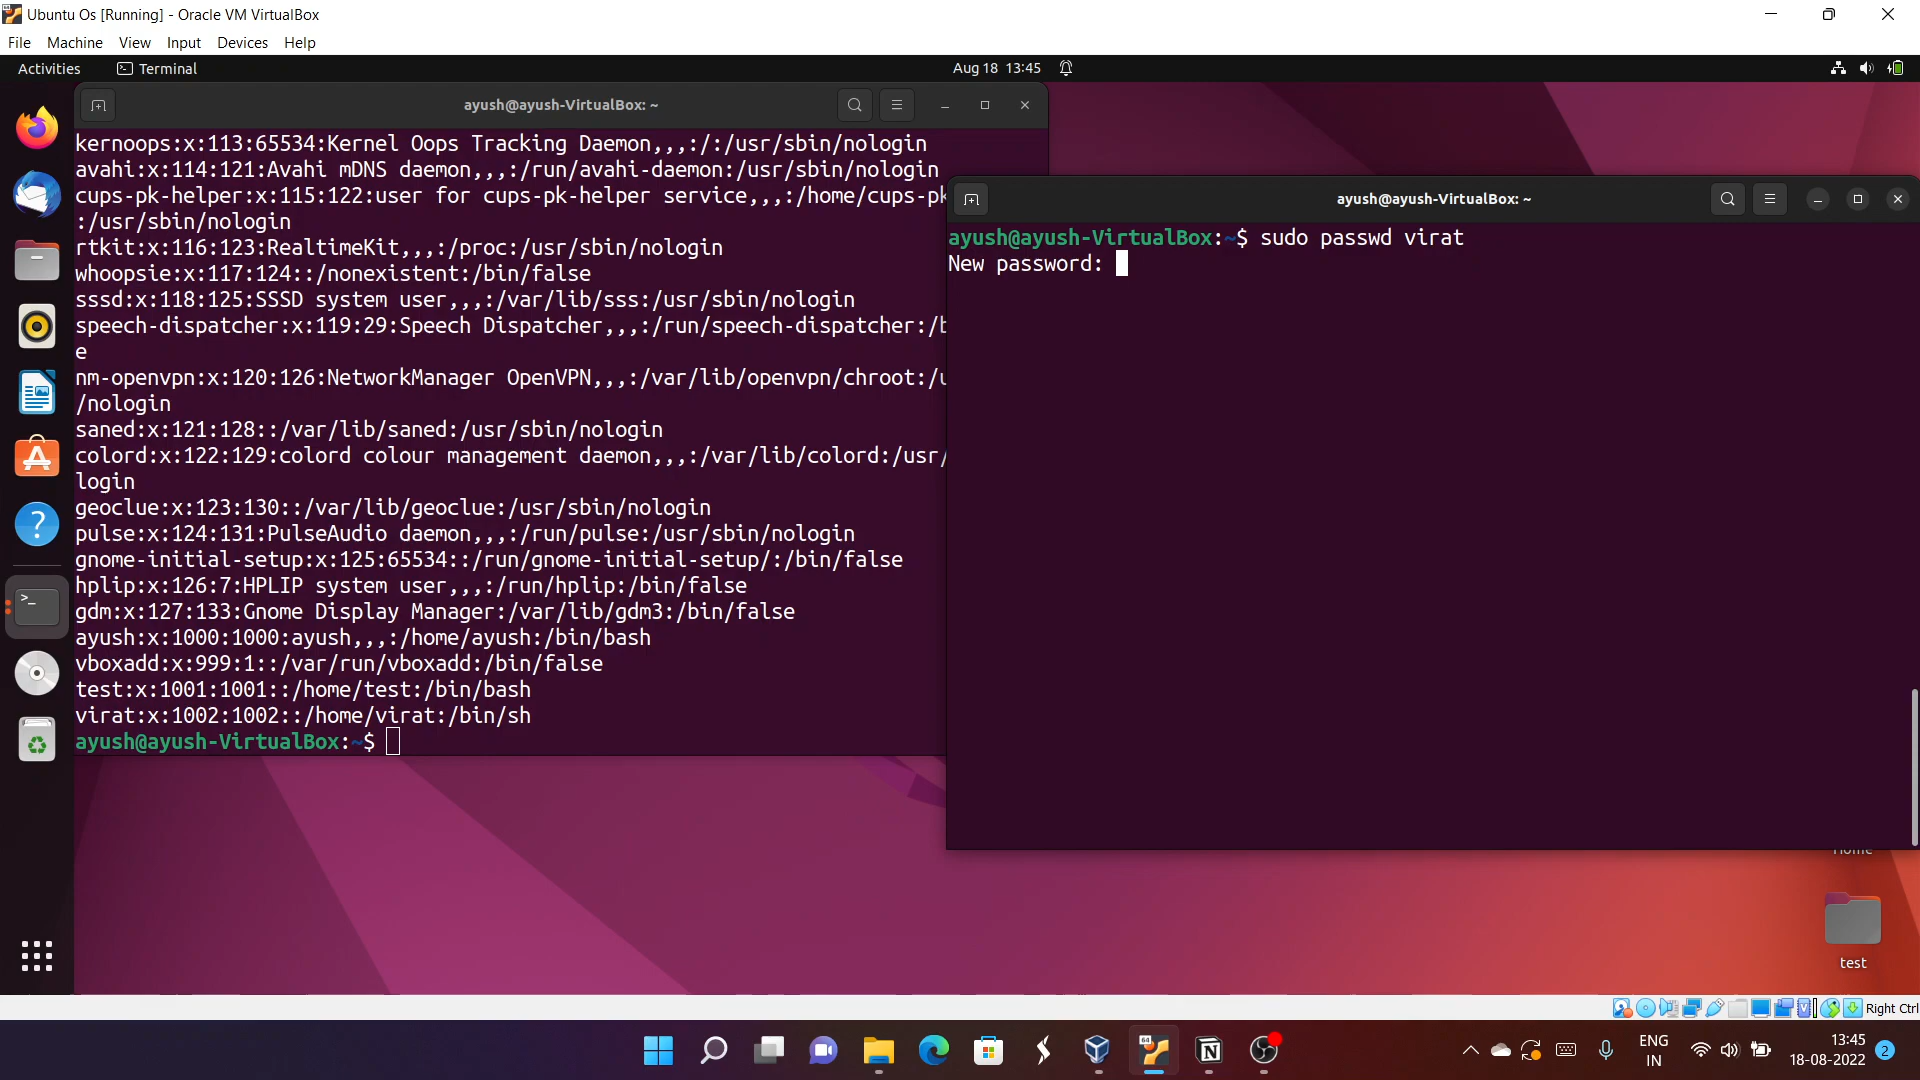 Ubuntu Os [Running] - Oracle VM VirtualBox
File Machine View Input Devices Help
Activities Terminal Aug 18 13:45
ayush@ayush-VirtualBox: ~
kernoops:x:113:65534:Kernel Oops Tracking Daemon,,,:/:/usr/sbin/nologin
avahi:x:114:121:Avahi mDNS daemon,,,:/run/avahi-daemon:/usr/sbin/nologin
cups-pk-helper:x:115:122:user for cups-pk-helper service,,,:/home/cups-pk
:/usr/sbin/nologin
rtkit:x:116:123:RealtimeKit,,,:/proc:/usr/sbin/nologin
whoopsie:x:117:124::/nonexistent:/bin/false
sssd:x:118:125:SSSD system user,,,:/var/lib/sss:/usr/sbin/nologin
speech-dispatcher:x:119:29:Speech Dispatcher,,,:/run/speech-dispatcher:/b
e
nm-openvpn:x:120:126:NetworkManager OpenVPN,,,:/var/lib/openvpn/chroot:/u
/nologin
saned:x:121:128::/var/lib/saned:/usr/sbin/nologin
colord:x:122:129:colord colour management daemon,,,:/var/lib/colord:/usr/
login
geoclue:x:123:130::/var/lib/geoclue:/usr/sbin/nologin
pulse:x:124:131:PulseAudio daemon,,,:/run/pulse:/usr/sbin/nologin
gnome-initial-setup:x:125:65534::/run/gnome-initial-setup/:/bin/false
hplip:x:126:7:HPLIP system user,,,:/run/hplip:/bin/false
gdm:x:127:133:Gnome Display Manager:/var/lib/gdm3:/bin/false
ayush:x:1000:1000:ayush,,,:/home/ayush:/bin/bash
vboxadd:x:999:1::/var/run/vboxadd:/bin/false
test:x:1001:1001::/home/test:/bin/bash
virat:x:1002:1002::/home/virat:/bin/sh
ayush@ayush-VirtualBox:~$
ayush@ayush-VirtualBox: ~
ayush@ayush-VirtualBox:~$ sudo passwd virat
New password:
Home
test
Right Ctrl
ENG
IN
13:45
18-08-2022
2